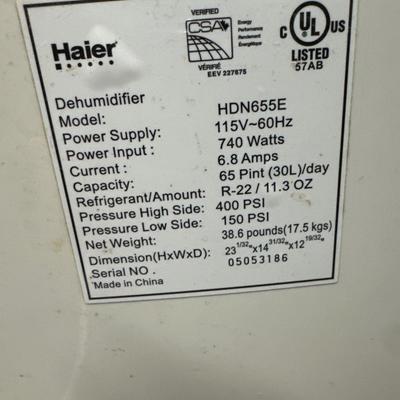 Haier
VERIFIED
CSA
Energy
Performance
Rendement
Energétique
VÉRIFIÉ
EEV 227675
C UL US
LISTED
57AB
Dehumidifier
Model: HDN655E
Power Supply: 115V~60Hz
Power Input : 740 Watts
Current : 6.8 Amps
Capacity: 65 Pint (30L)/day
Refrigerant/Amount: R-22 / 11.3 OZ
Pressure High Side: 400 PSI
Pressure Low Side: 150 PSI
Net Weight: 38.6 pounds(17.5 kgs)
Dimension(HxWxD): 23 1/32"x14 31/32"x12 19/32"
Serial NO . 05053186
Made in China